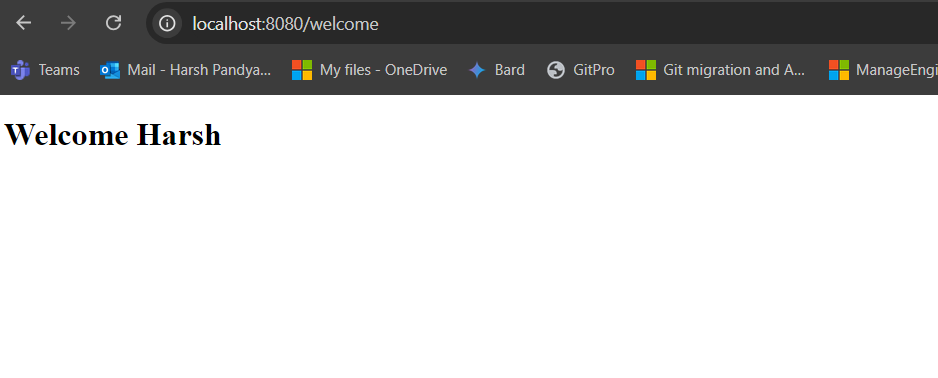 localhost:8080/welcome
Teams Mail - Harsh Pandya... My files - OneDrive Bard GitPro Git migration and A... ManageEngi
Welcome Harsh